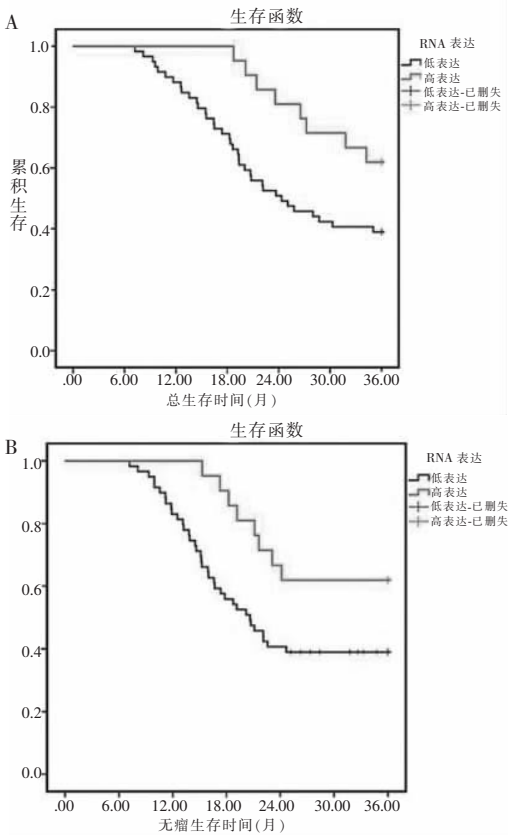 A
生存函数
RNA 表达
低表达
高表达
低表达-已删失
高表达-已删失
累积生存
1.0
0.8
0.6
0.4
0.2
0.0
.00 6.00 12.00 18.00 24.00 30.00 36.00
总生存时间(月)
B
生存函数
RNA 表达
低表达
高表达
低表达-已删失
高表达-已删失
1.0
0.8
0.6
0.4
0.2
0.0
.00 6.00 12.00 18.00 24.00 30.00 36.00
无瘤生存时间(月)